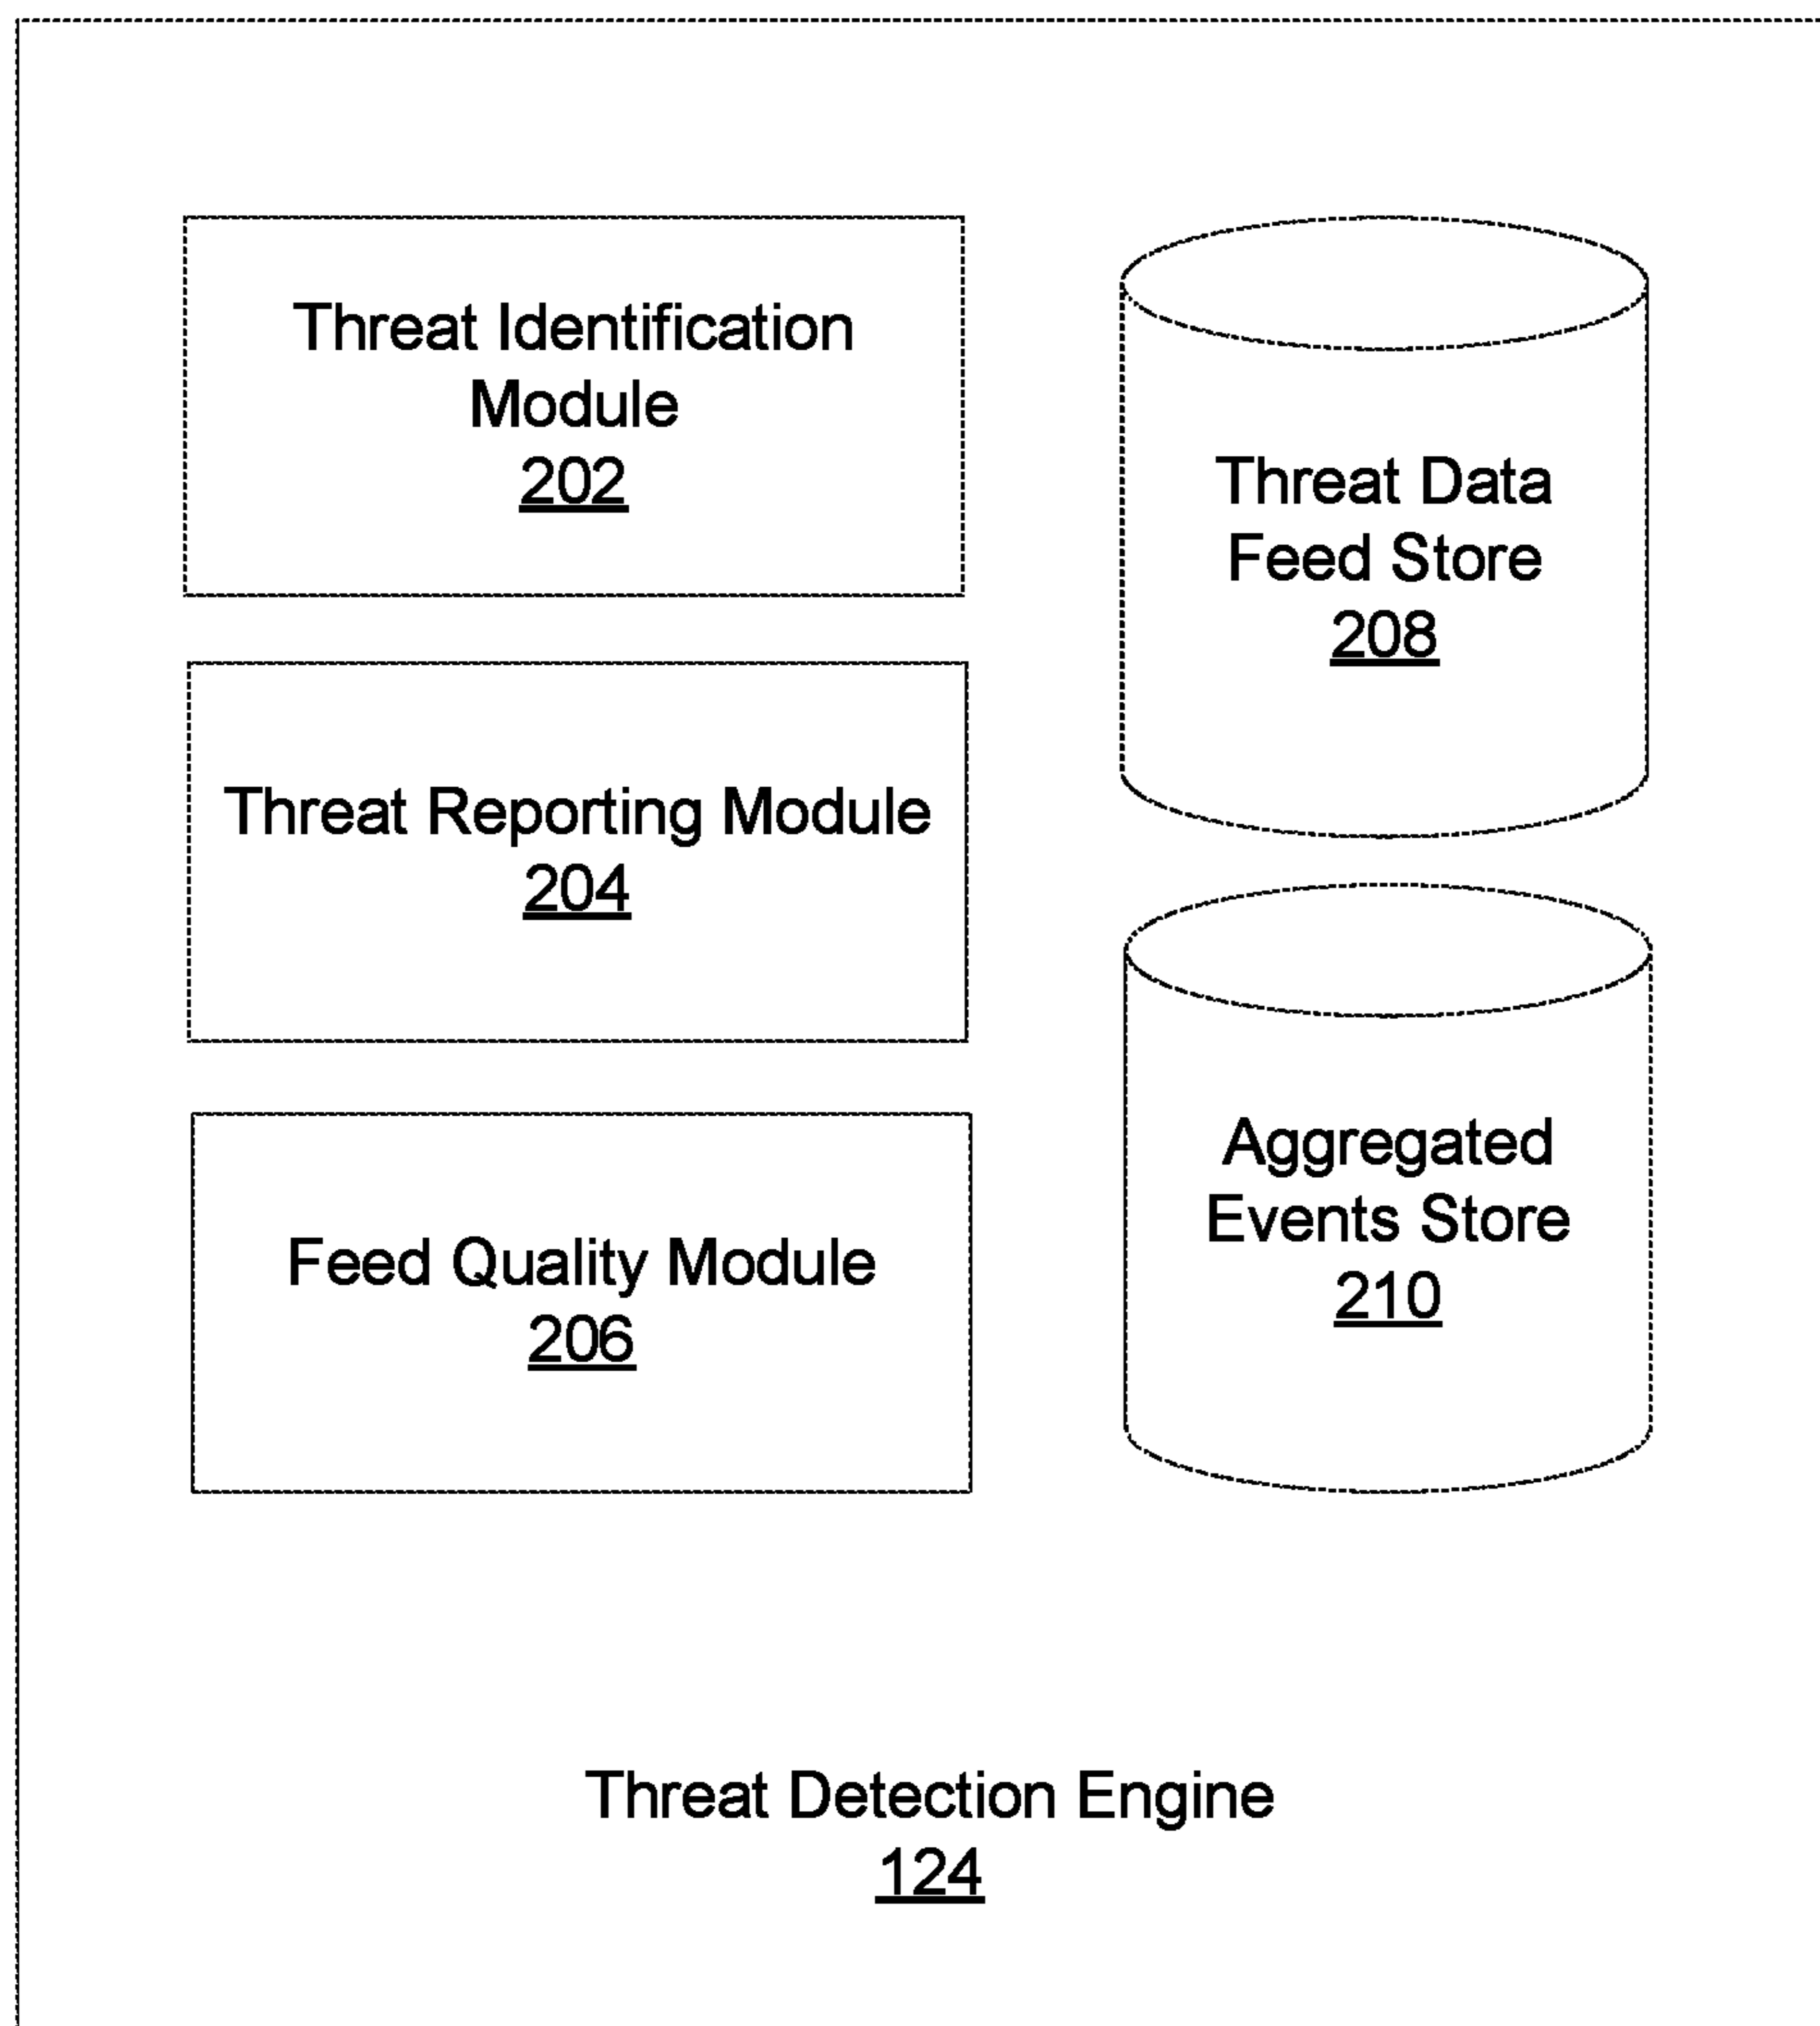 Threat Identification
Module
202
Threat Reporting Module
204
Feed Quality Module
206
Threat Data
Feed Store
208
Aggregated
Events Store
210
Threat Detection Engine
124